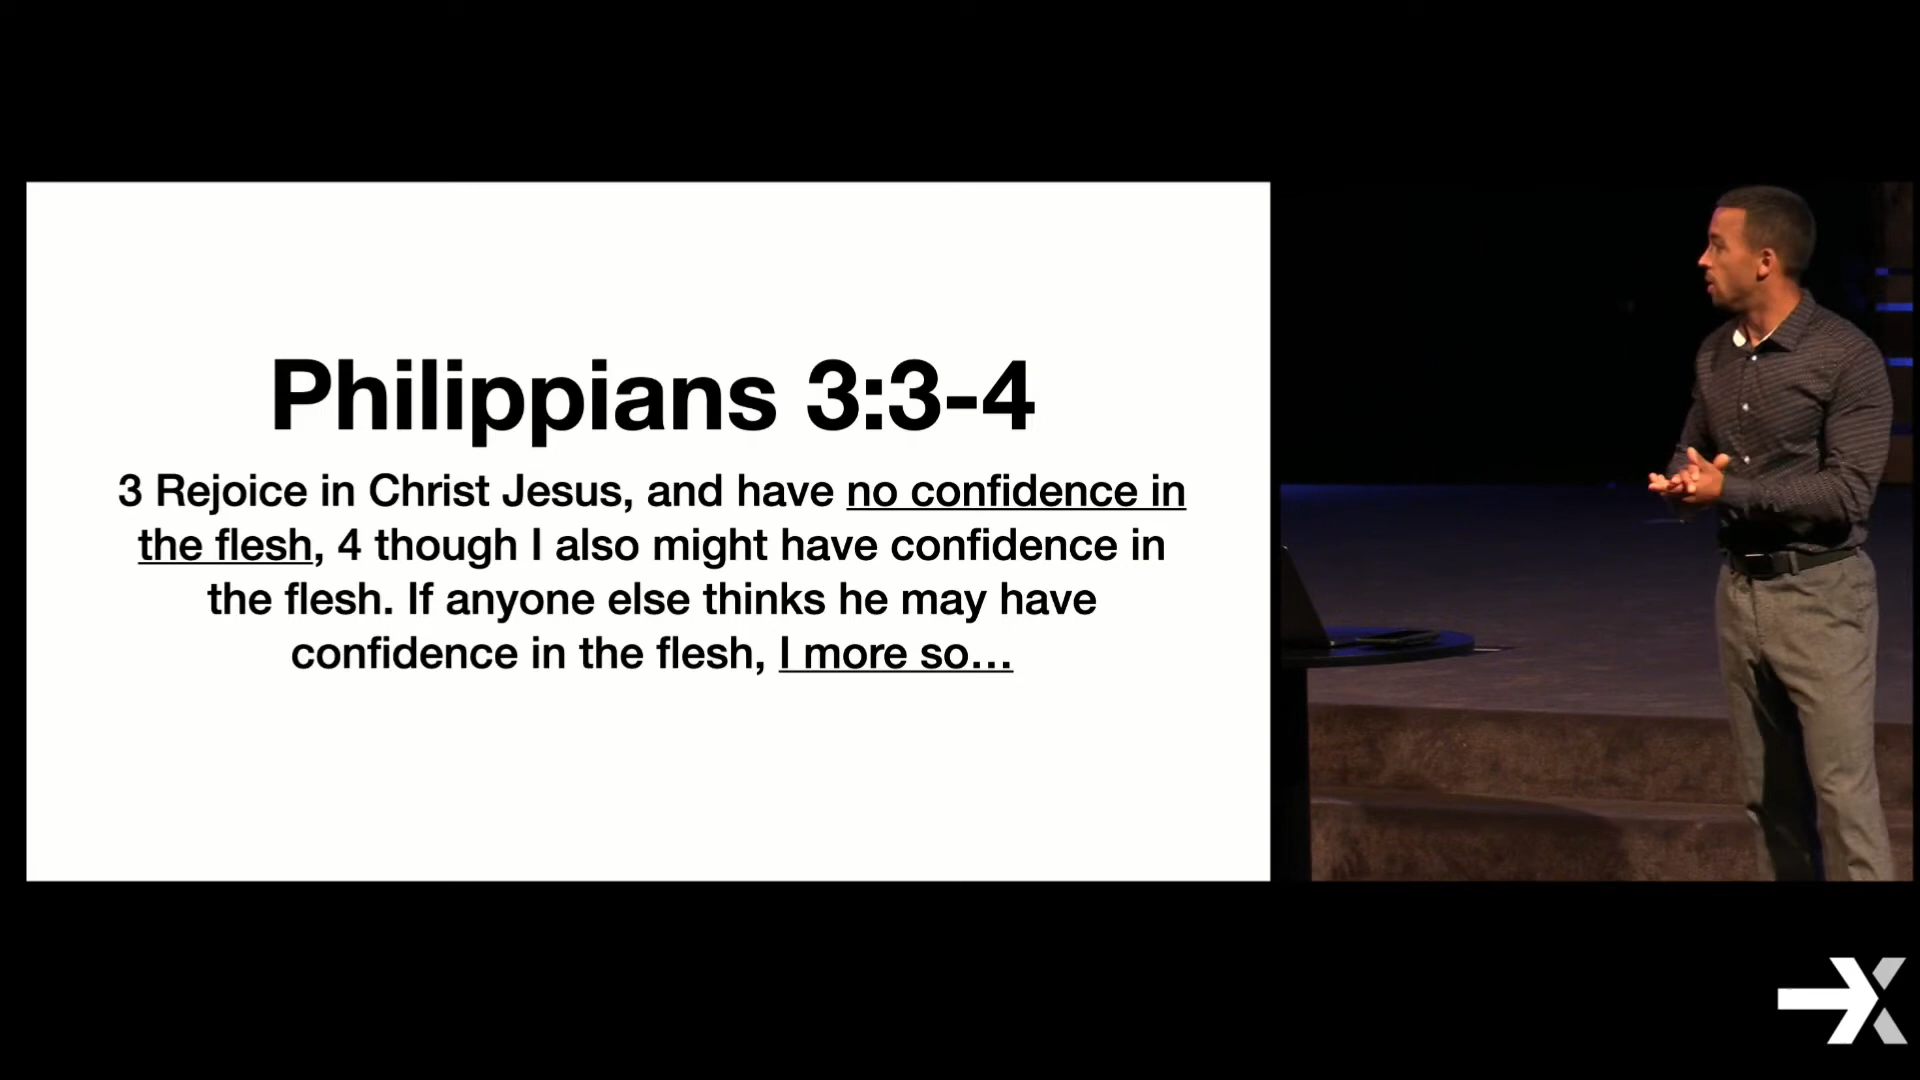 Philippians 3:3-4
3 Rejoice in Christ Jesus, and have no confidence in
the flesh, 4 though I also might have confidence in
the flesh. If anyone else thinks he may have
confidence in the flesh, I more so…